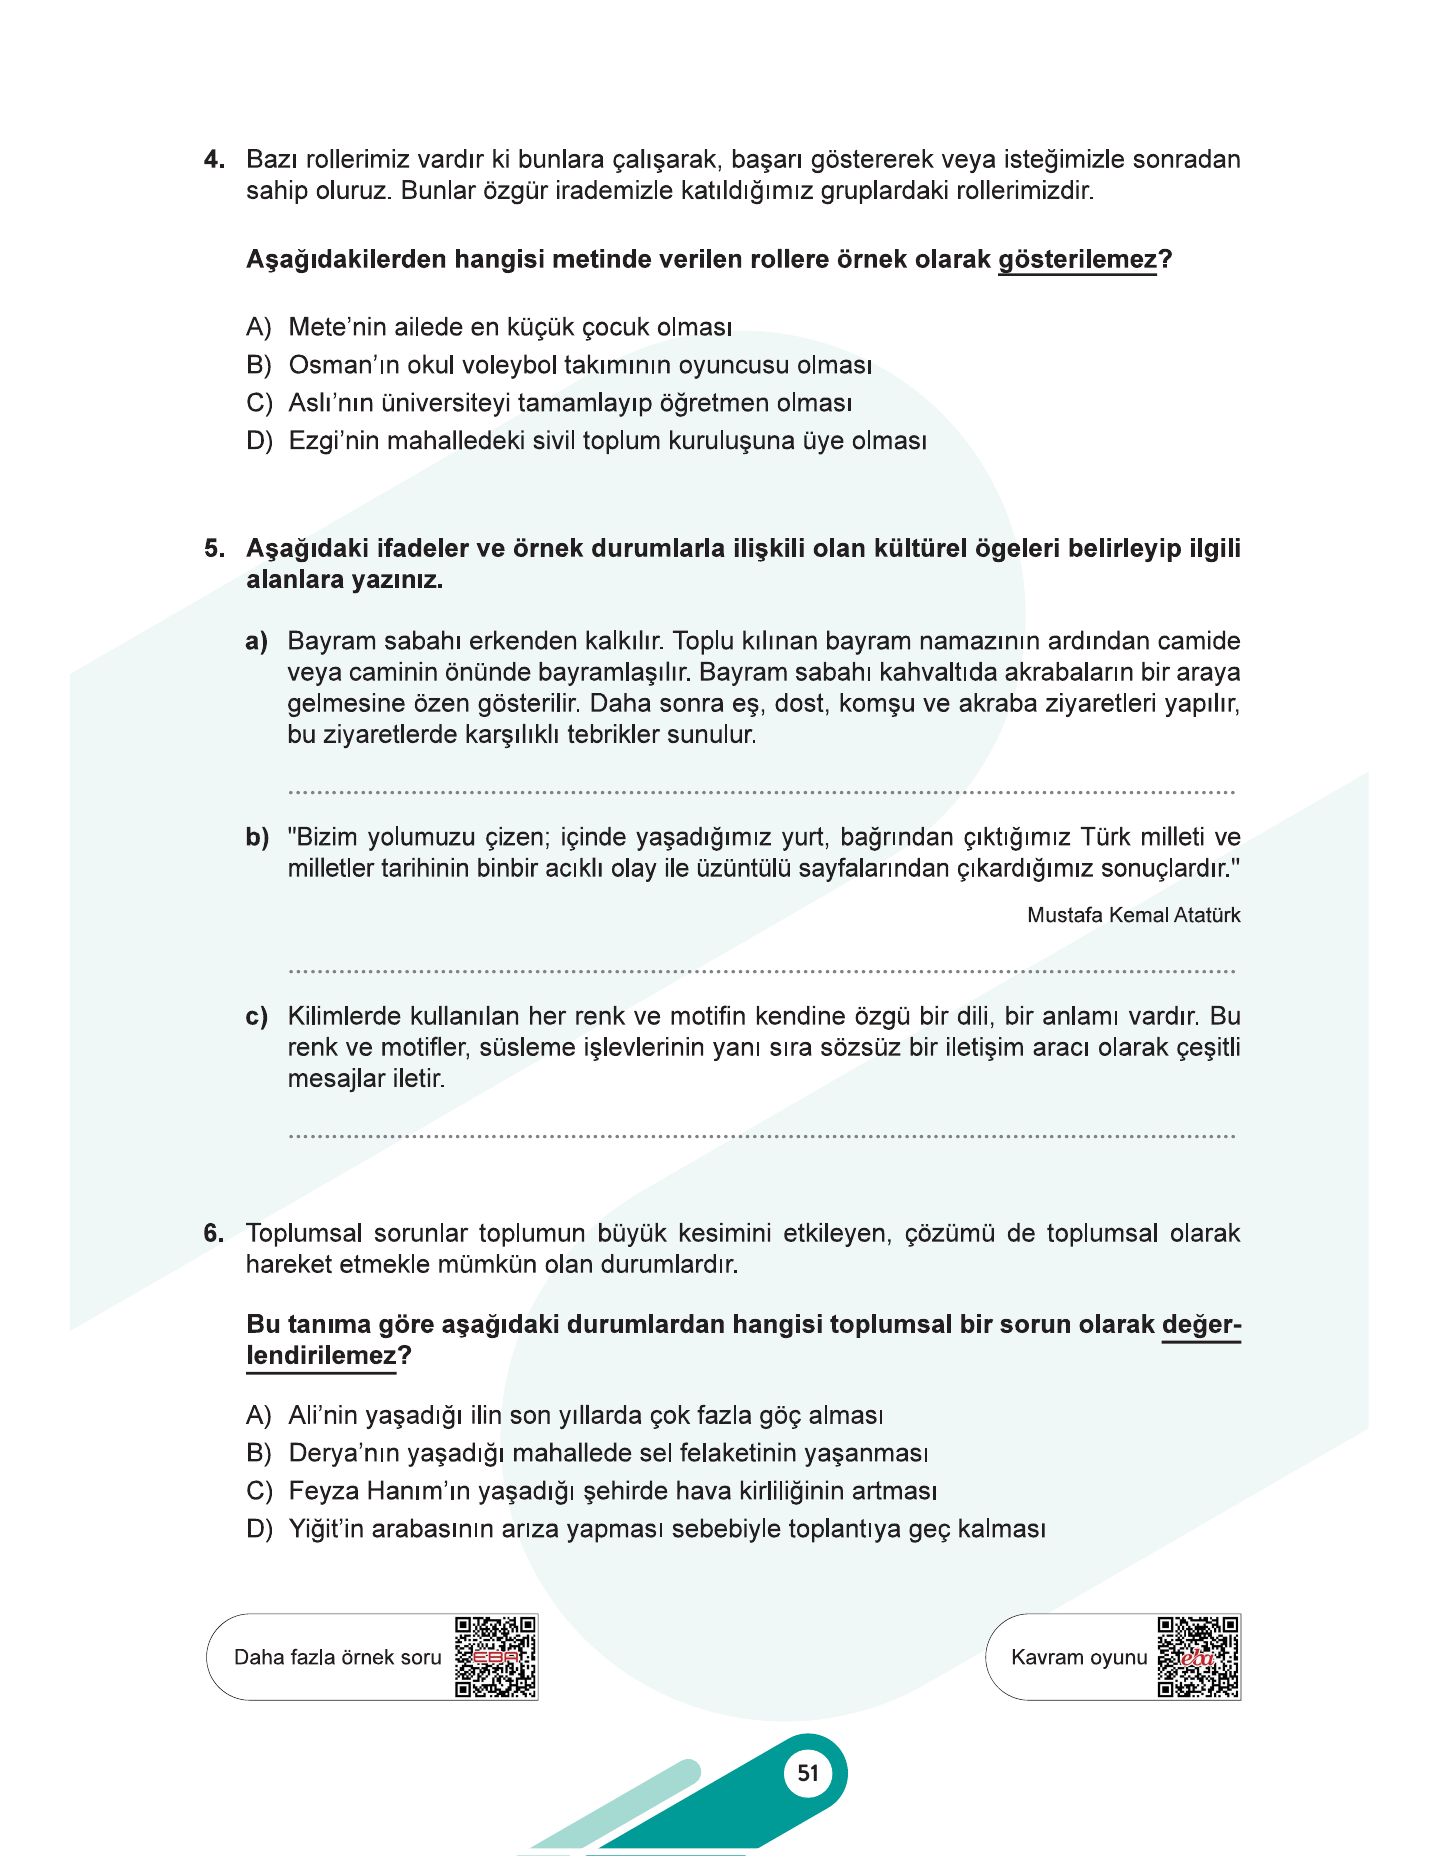 4. Bazı rollerimiz vardır ki bunlara çalışarak, başarı göstererek veya isteğimizle sonradan
sahip oluruz. Bunlar özgür irademizle katıldığımız gruplardaki rollerimizdir.
Aşağıdakilerden hangisi metinde verilen rollere örnek olarak gösterilemez?
A) Mete’nin ailede en küçük çocuk olması
B) Osman’ın okul voleybol takımının oyuncusu olması
C) Aslı’nın üniversiteyi tamamlayıp öğretmen olması
D) Ezgi’nin mahalledeki sivil toplum kuruluşuna üye olması
5. Aşağıdaki ifadeler ve örnek durumlarla ilişkili olan kültürel ögeleri belirleyip ilgili
alanlara yazınız.
a) Bayram sabahı erkenden kalkılır. Toplu kılınan bayram namazının ardından camide
veya caminin önünde bayramlaşılır. Bayram sabahı kahvaltıda akrabaların bir araya
gelmesine özen gösterilir. Daha sonra eş, dost, komşu ve akraba ziyaretleri yapılır,
bu ziyaretlerde karşılıklı tebrikler sunulur.
b) "Bizim yolumuzu çizen; içinde yaşadığımız yurt, bağrından çıktığımız Türk milleti ve
milletler tarihinin binbir acıklı olay ile üzüntülü sayfalarından çıkardığımız sonuçlardır."
Mustafa Kemal Atatürk
c) Kilimlerde kullanılan her renk ve motifin kendine özgü bir dili, bir anlamı vardır. Bu
renk ve motifler, süsleme işlevlerinin yanı sıra sözsüz bir iletişim aracı olarak çeşitli
mesajlar iletir.
6. Toplumsal sorunlar toplumun büyük kesimini etkileyen, çözümü de toplumsal olarak
hareket etmekle mümkün olan durumlardır.
Bu tanıma göre aşağıdaki durumlardan hangisi toplumsal bir sorun olarak değer-
lendirilemez?
A) Ali’nin yaşadığı ilin son yıllarda çok fazla göç alması
B) Derya’nın yaşadığı mahallede sel felaketinin yaşanması
C) Feyza Hanım’ın yaşadığı şehirde hava kirliliğinin artması
D) Yiğit’in arabasının arıza yapması sebebiyle toplantıya geç kalması
Daha fazla örnek soru
EBA
Kavram oyunu
eba
51